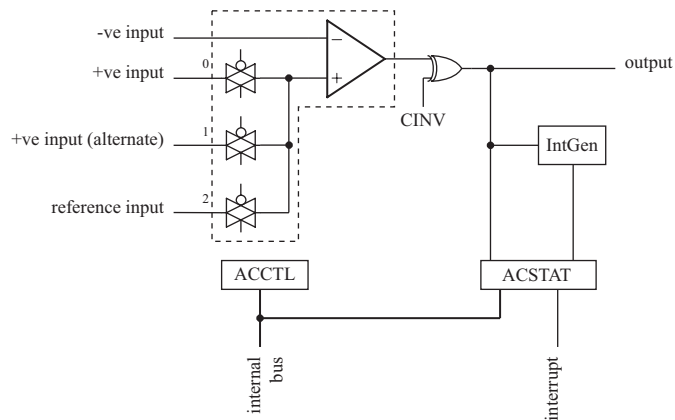 -ve input
−
+ve input
0
+
output
CINV
+ve input (alternate)
1
IntGen
reference input
2
ACCTL
ACSTAT
internal
bus
interrupt